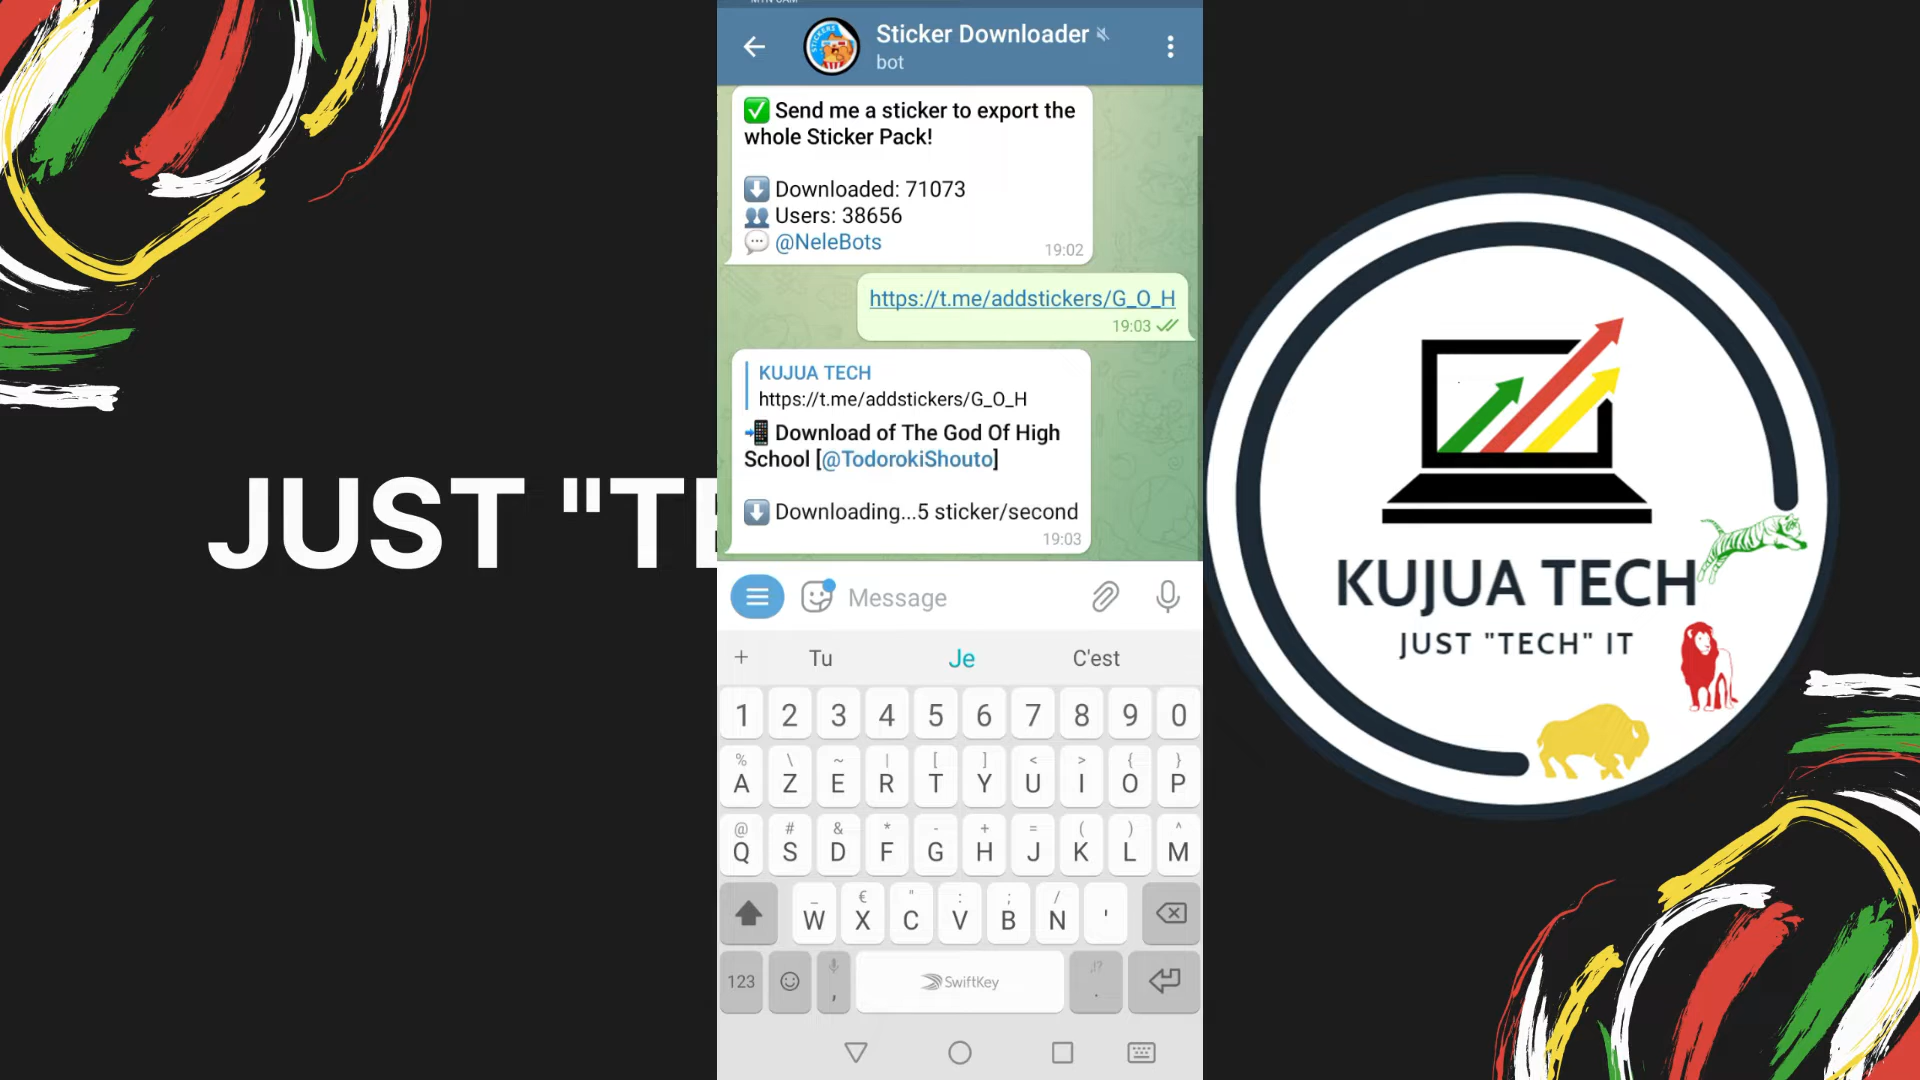 Sticker Downloader
bot
Send me a sticker to export the
whole Sticker Pack!
Downloaded: 71073
Users: 38656
@NeleBots
19:02
https://t.me/addstickers/G_O_H
19:03
KUJUA TECH
https://t.me/addstickers/G_O_H
Download of The God Of High
School [@TodorokiShouto]
Downloading...5 sticker/second
19:03
Message
+ Tu Je C'est
1 2 3 4 5 6 7 8 9 0
% \ ~ | [ ] < > { }
A Z E R T Y U I O P
@ # & * - + = ( ) ^
Q S D F G H J K L M
_ € " : ; /
W X C V B N '
123 , SwiftKey ,!? .
JUST "TE
STICKERS
KUJUA TECH
JUST "TECH" IT